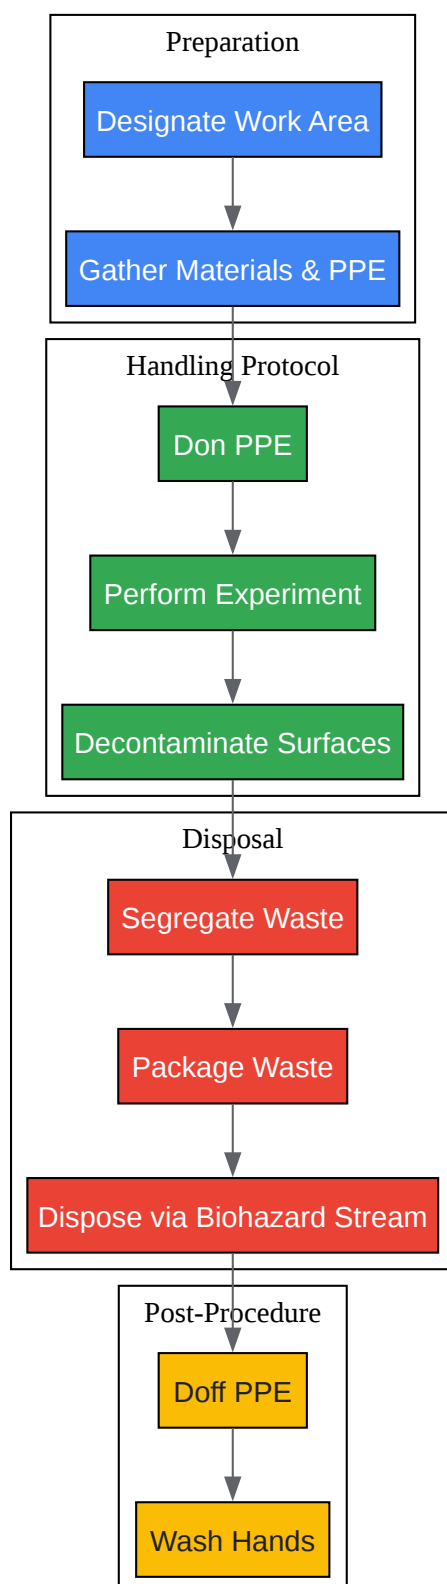 Preparation
Designate Work Area
Gather Materials & PPE
Handling Protocol
Don PPE
Perform Experiment
Decontaminate Surfaces
Disposal
Segregate Waste
Package Waste
Dispose via Biohazard Stream
Post-Procedure
Doff PPE
Wash Hands